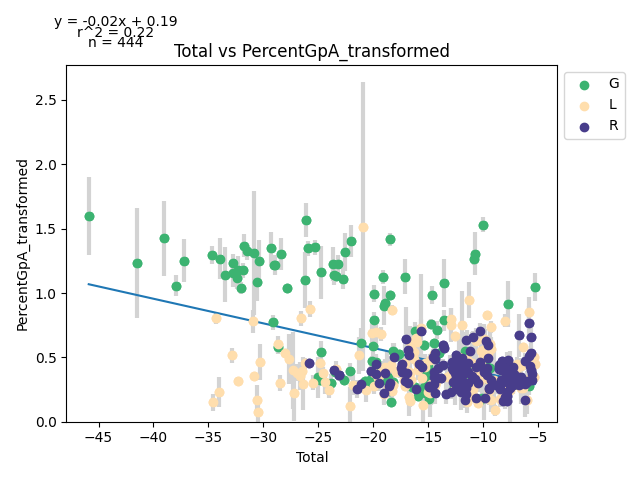 y = -0.02x + 0.19
r^2 = 0.22
n = 444
Total vs PercentGpA_transformed
G
L
R
PercentGpA_transformed
2.5
2.0
1.5
1.0
0.5
0.0
−45
−40
−35
−30
−25
−20
−15
−10
−5
Total